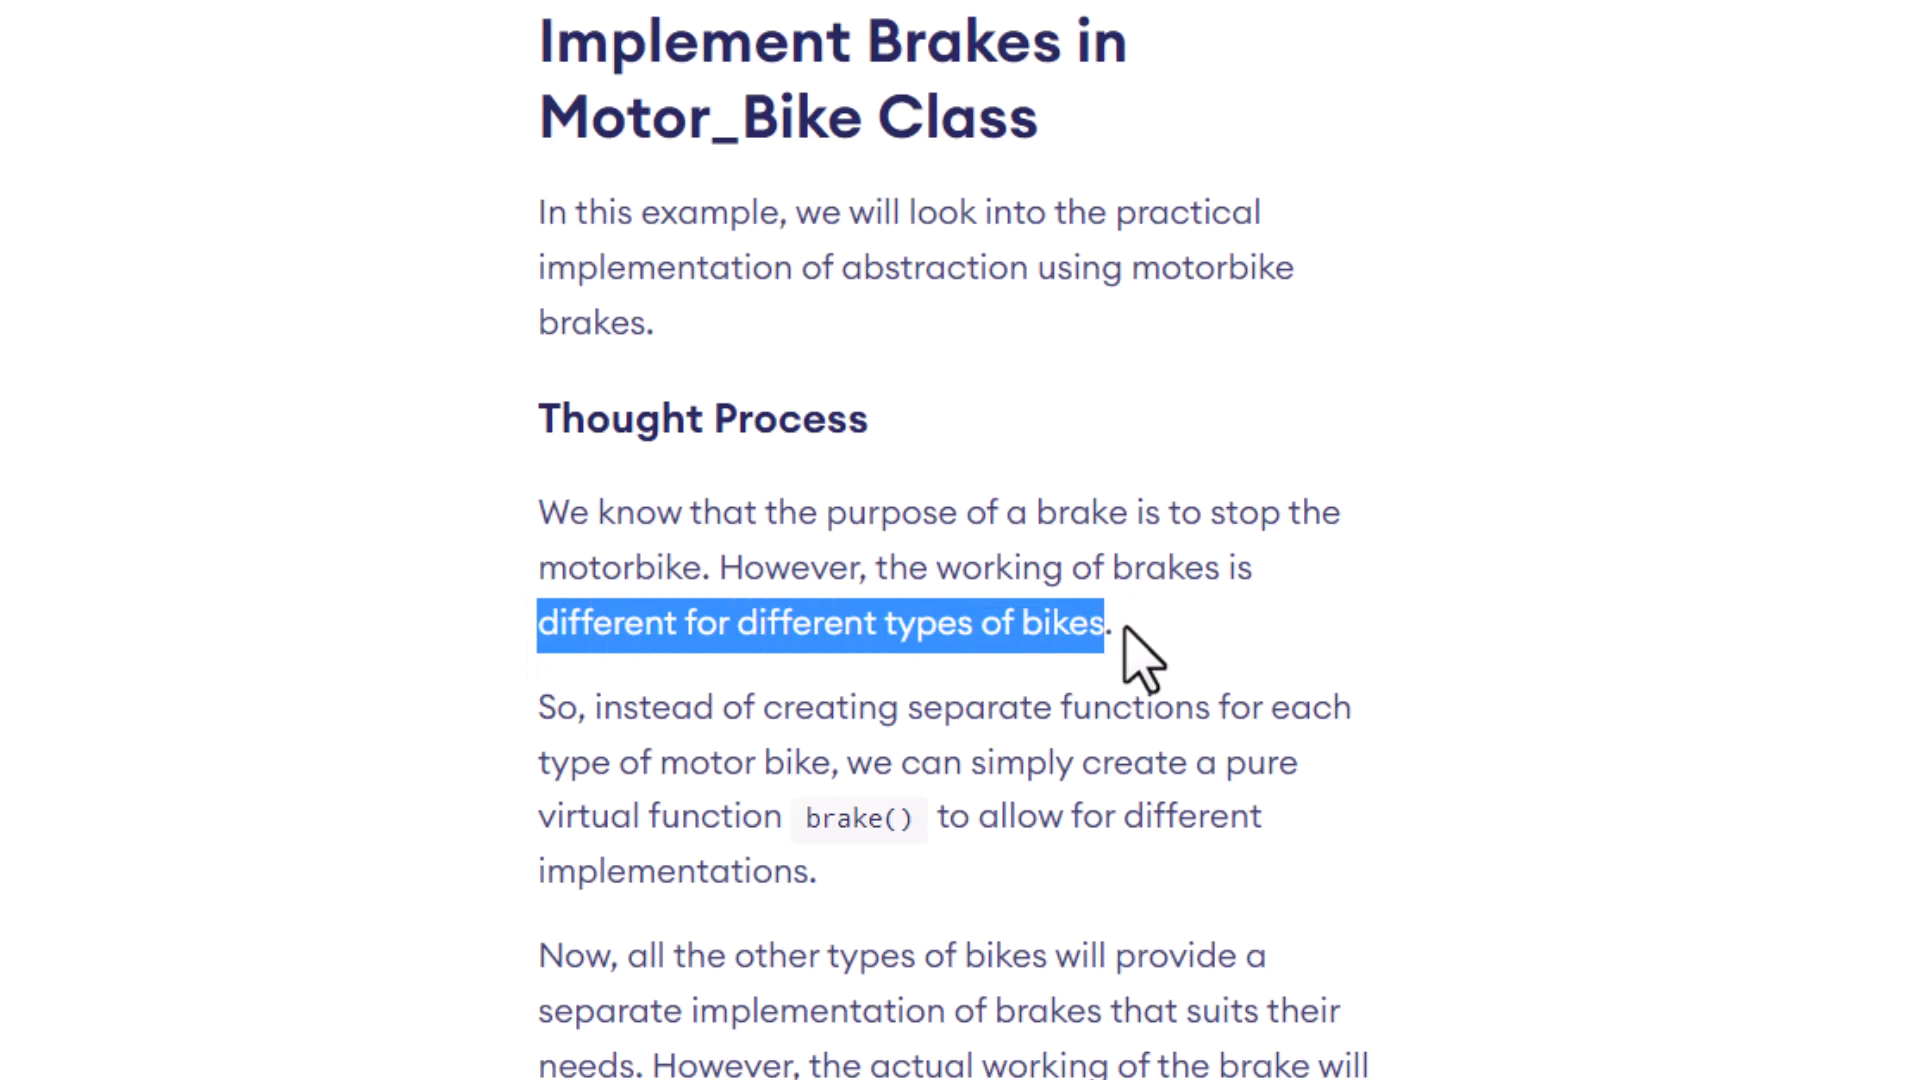 Implement Brakes in
Motor_Bike Class
In this example, we will look into the practical
implementation of abstraction using motorbike
brakes.
Thought Process
We know that the purpose of a brake is to stop the
motorbike. However, the working of brakes is
different for different types of bikes.
So, instead of creating separate functions for each
type of motor bike, we can simply create a pure
virtual function brake() to allow for different
implementations.
Now, all the other types of bikes will provide a
separate implementation of brakes that suits their
needs. However, the actual working of the brake will